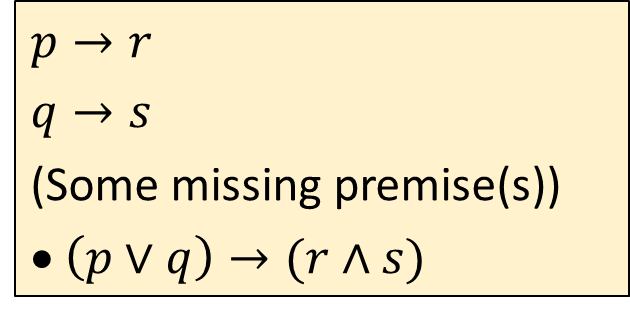 p → r
q → s
(Some missing premise(s))
• (p ∨ q) → (r ∧ s)